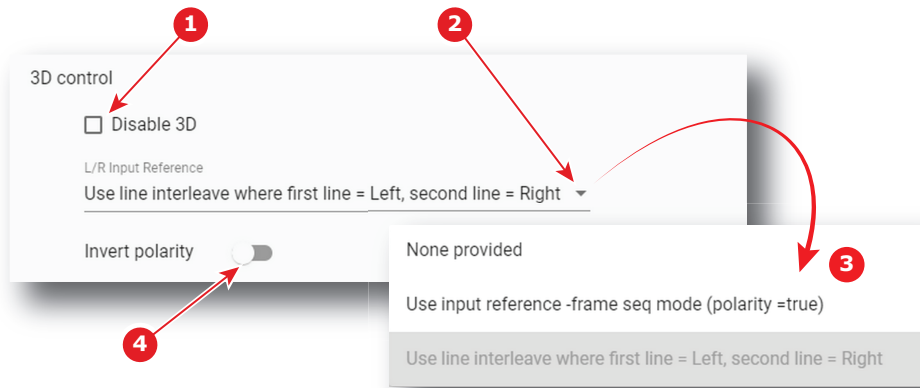 1
2
3D control
Disable 3D
L/R Input Reference
Use line interleave where first line = Left, second line = Right
Invert polarity
None provided
3
Use input reference -frame seq mode (polarity =true)
4
Use line interleave where first line = Left, second line = Right